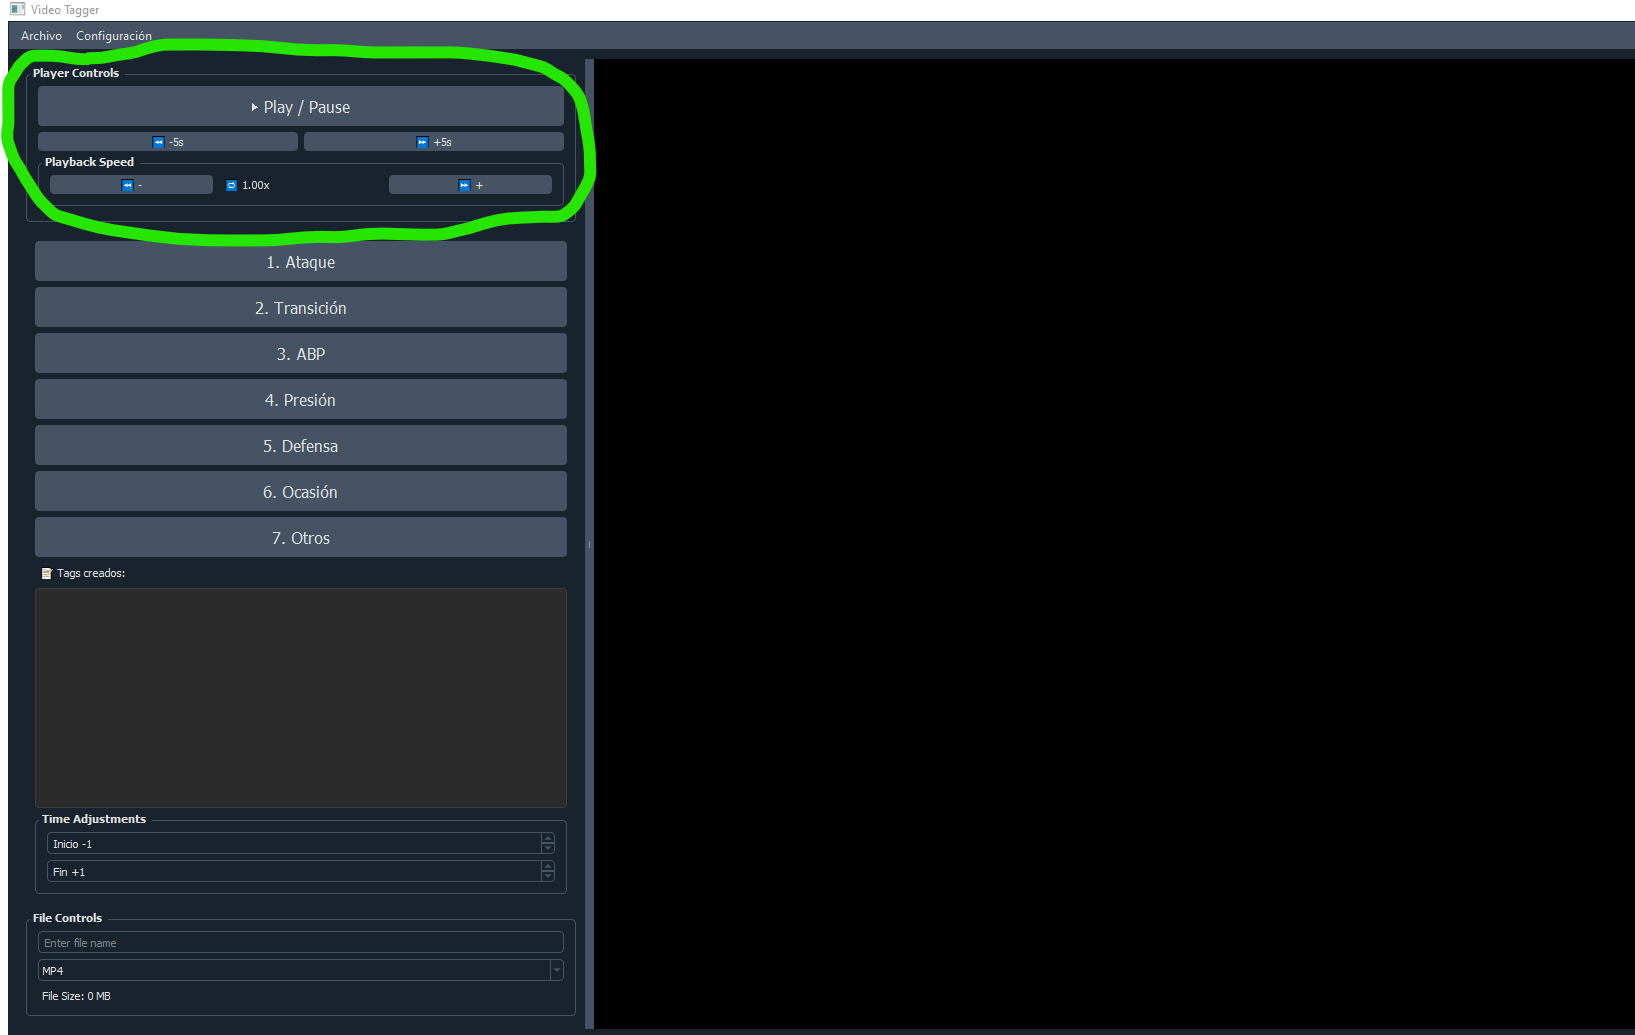 Video Tagger
Archivo Configuración
Player Controls
Play / Pause
-5s +5s
Playback Speed
- 1.00x +
1. Ataque
2. Transición
3. ABP
4. Presión
5. Defensa
6. Ocasión
7. Otros
Tags creados:
Time Adjustments
Inicio -1
Fin +1
File Controls
Enter file name
MP4
File Size: 0 MB